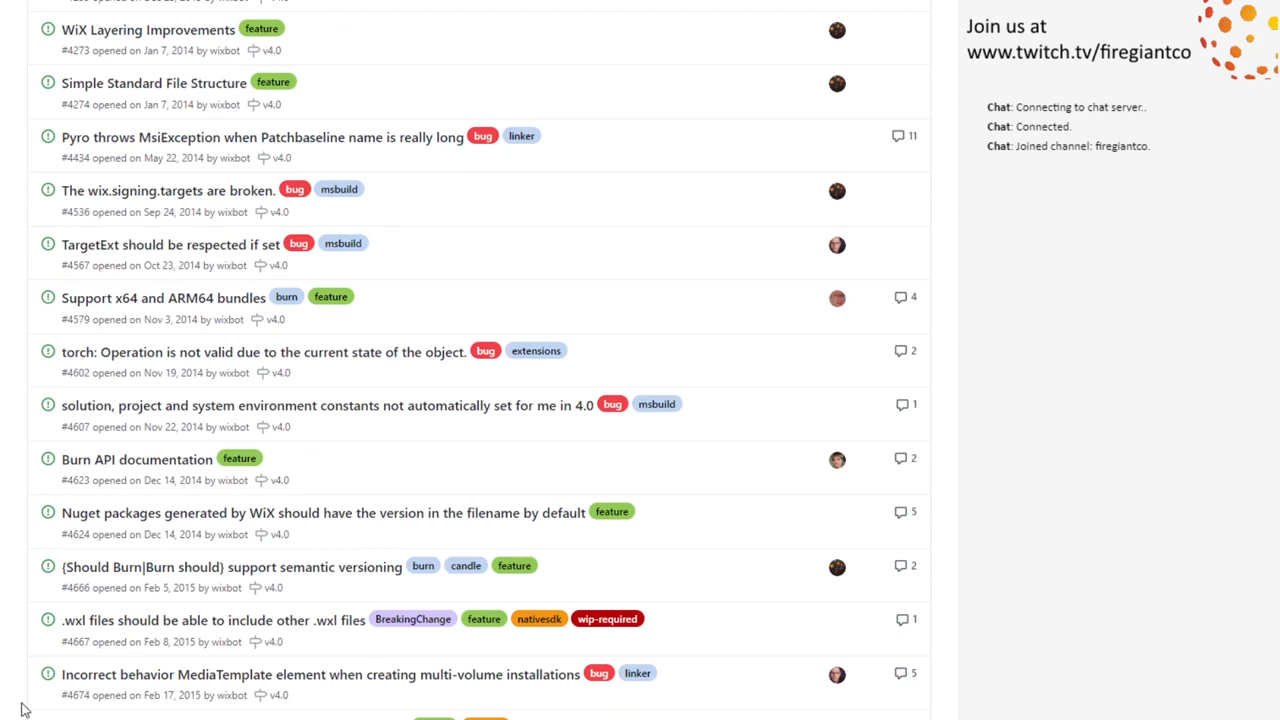 WiX Layering Improvements feature
#4273 opened on Jan 7, 2014 by wixbot v4.0
Simple Standard File Structure feature
#4274 opened on Jan 7, 2014 by wixbot v4.0
Pyro throws MsiException when Patchbaseline name is really long bug linker 11
#4434 opened on May 22, 2014 by wixbot v4.0
The wix.signing.targets are broken. bug msbuild
#4536 opened on Sep 24, 2014 by wixbot v4.0
TargetExt should be respected if set bug msbuild
#4567 opened on Oct 23, 2014 by wixbot v4.0
Support x64 and ARM64 bundles burn feature 4
#4579 opened on Nov 3, 2014 by wixbot v4.0
torch: Operation is not valid due to the current state of the object. bug extensions 2
#4602 opened on Nov 19, 2014 by wixbot v4.0
solution, project and system environment constants not automatically set for me in 4.0 bug msbuild 1
#4607 opened on Nov 22, 2014 by wixbot v4.0
Burn API documentation feature 2
#4623 opened on Dec 14, 2014 by wixbot v4.0
Nuget packages generated by WiX should have the version in the filename by default feature 5
#4624 opened on Dec 14, 2014 by wixbot v4.0
{Should Burn|Burn should} support semantic versioning burn candle feature 2
#4666 opened on Feb 5, 2015 by wixbot v4.0
.wxl files should be able to include other .wxl files BreakingChange feature nativesdk wip-required 1
#4667 opened on Feb 8, 2015 by wixbot v4.0
Incorrect behavior MediaTemplate element when creating multi-volume installations bug linker 5
#4674 opened on Feb 17, 2015 by wixbot v4.0
Join us at
www.twitch.tv/firegiantco
Chat: Connecting to chat server..
Chat: Connected.
Chat: Joined channel: firegiantco.